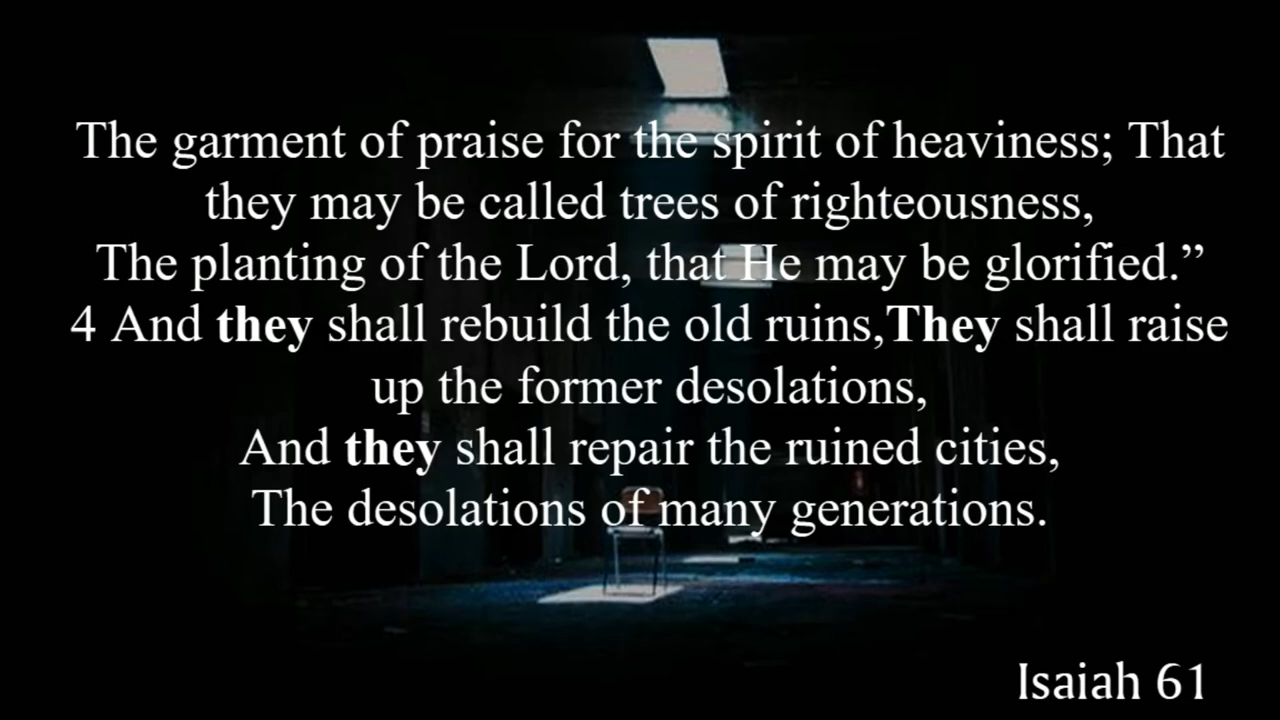 The garment of praise for the spirit of heaviness; That
they may be called trees of righteousness,
The planting of the Lord, that He may be glorified.”
4 And they shall rebuild the old ruins,They shall raise
up the former desolations,
And they shall repair the ruined cities,
The desolations of many generations.
Isaiah 61